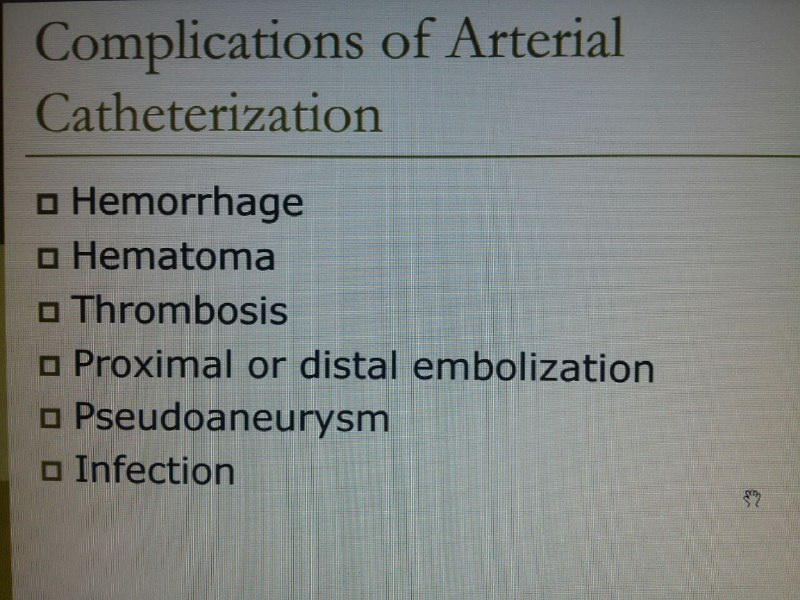 Complications of Arterial
Catheterization
Hemorrhage
Hematoma
Thrombosis
Proximal or distal embolization
Pseudoaneurysm
Infection